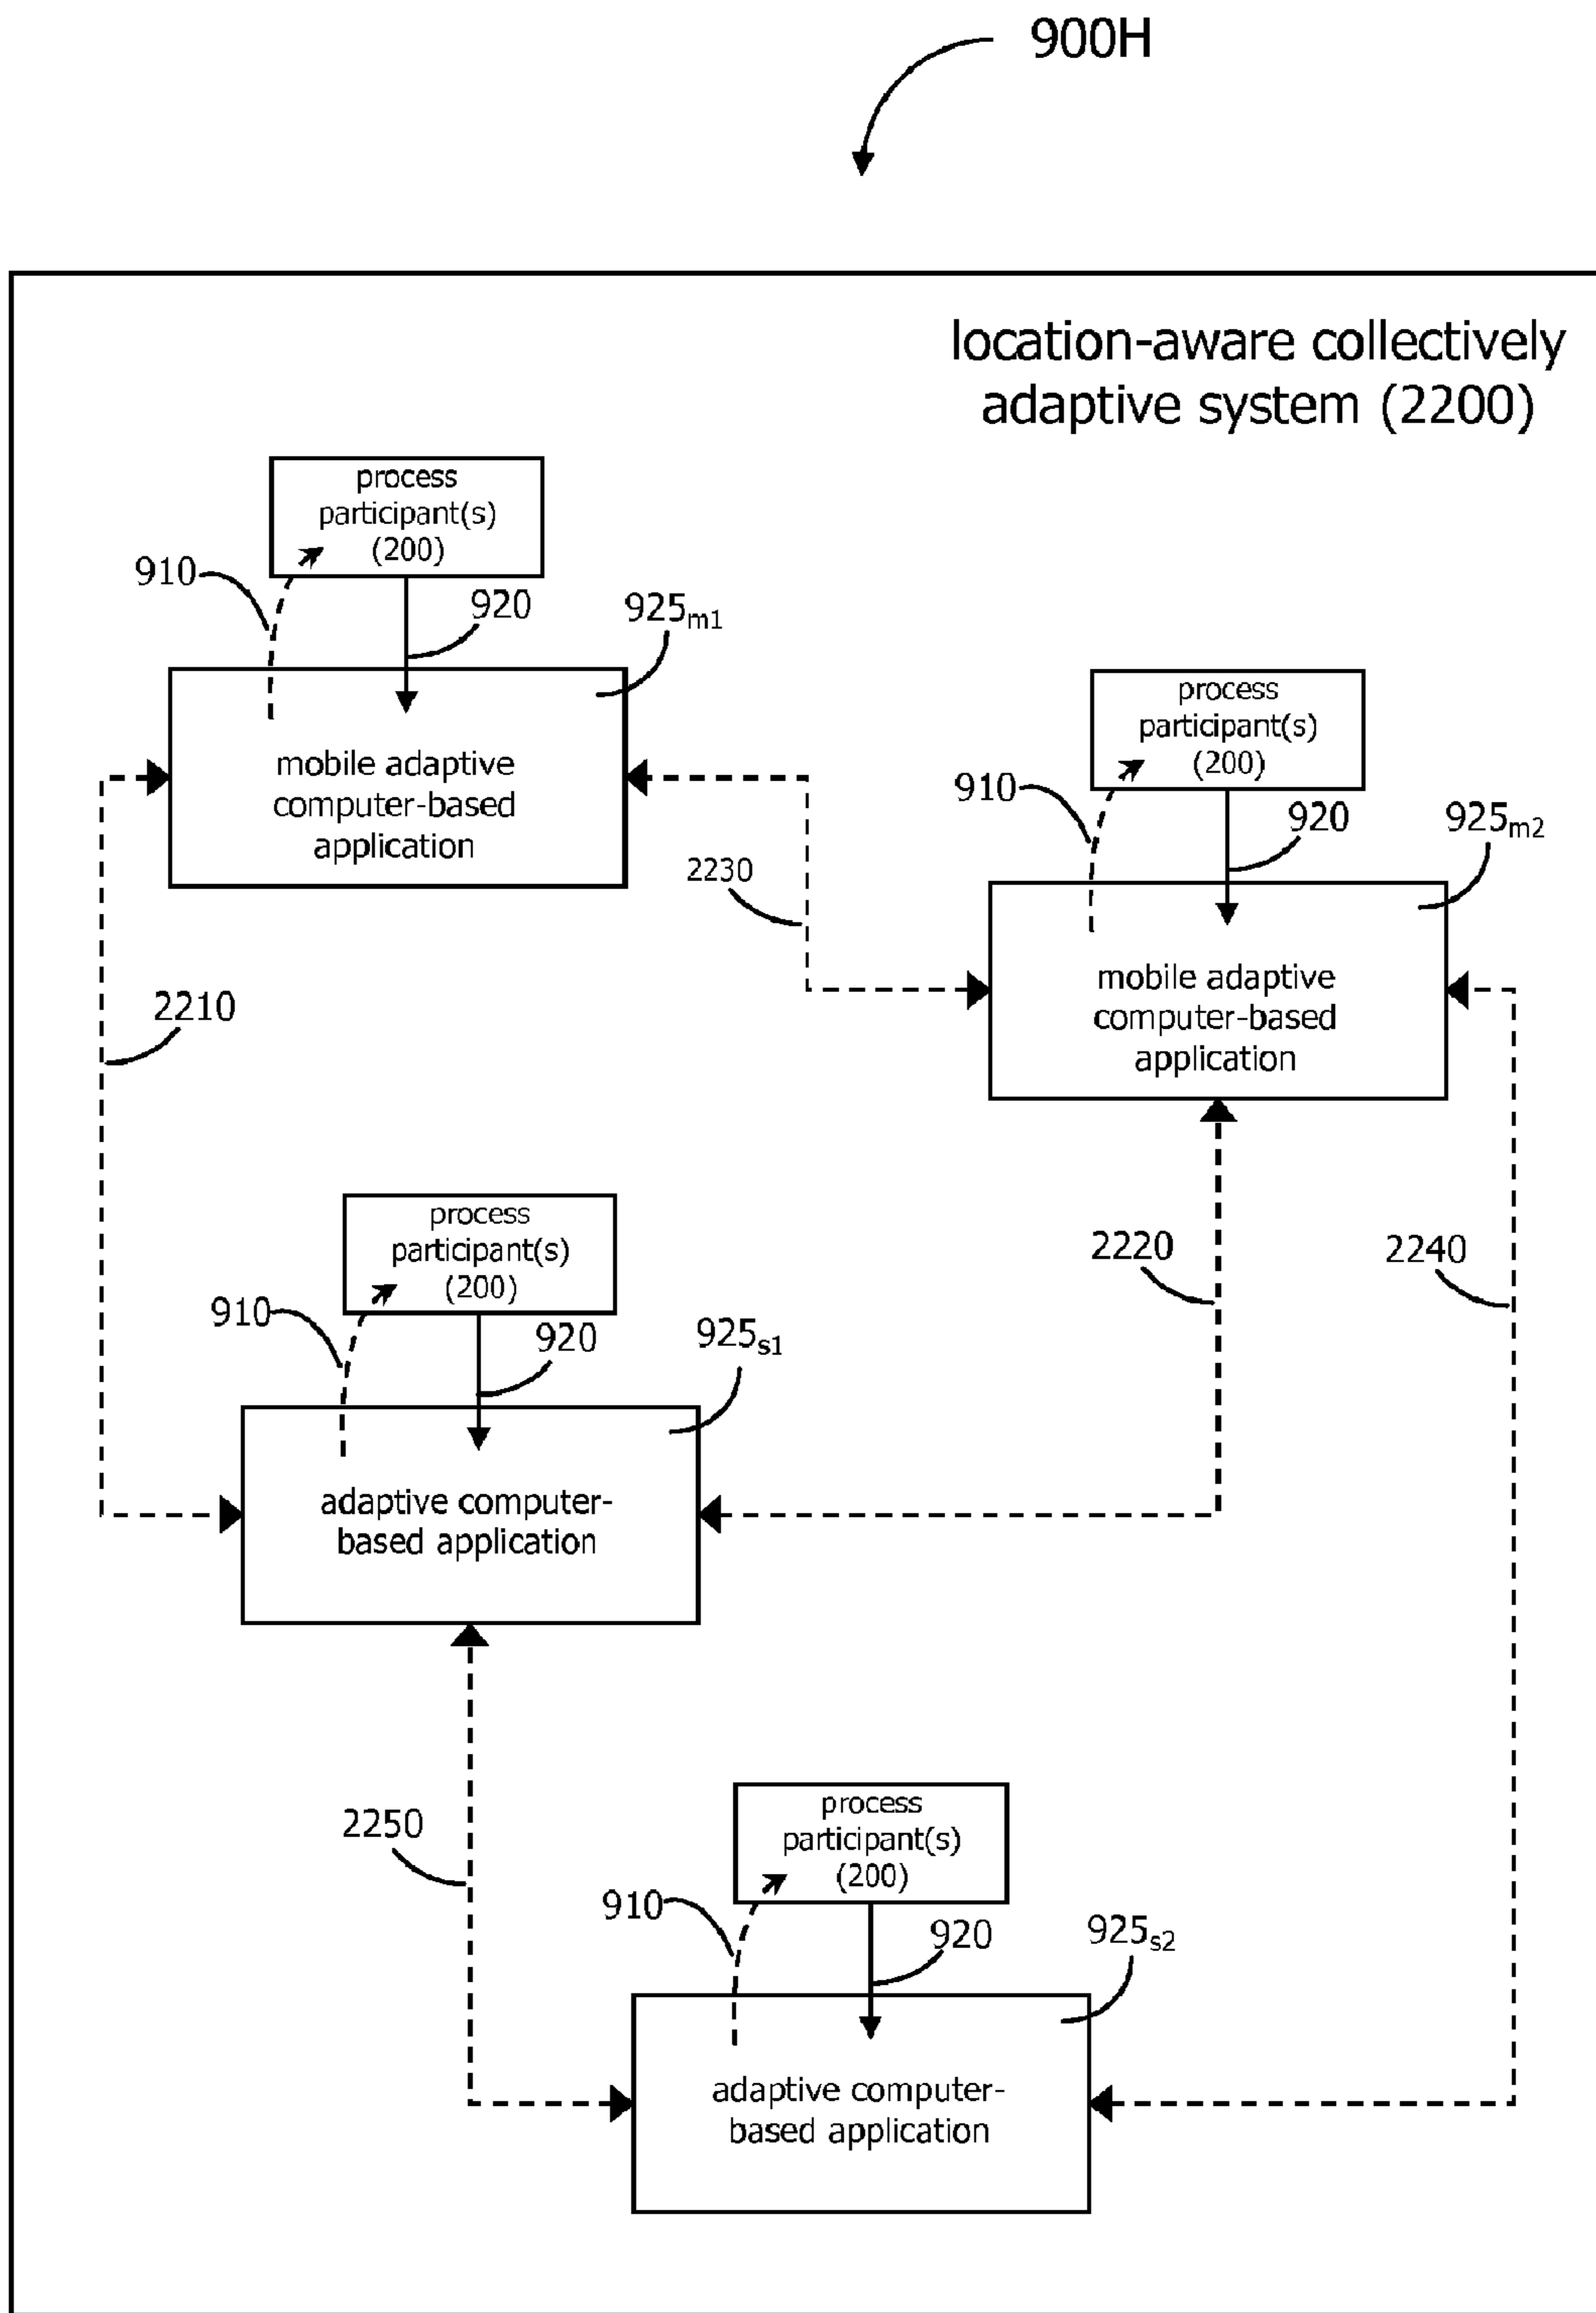 900H
location-aware collectively
adaptive system (2200)
process
participant(s)
(200)
910
920
925m1
mobile adaptive
computer-based
application
process
participant(s)
(200)
910
920
925m2
2230
mobile adaptive
computer-based
application
2210
process
participant(s)
(200)
2220
2240
910
920
925s1
adaptive computer-
based application
process
participant(s)
(200)
2250
910
920
925s2
adaptive computer-
based application